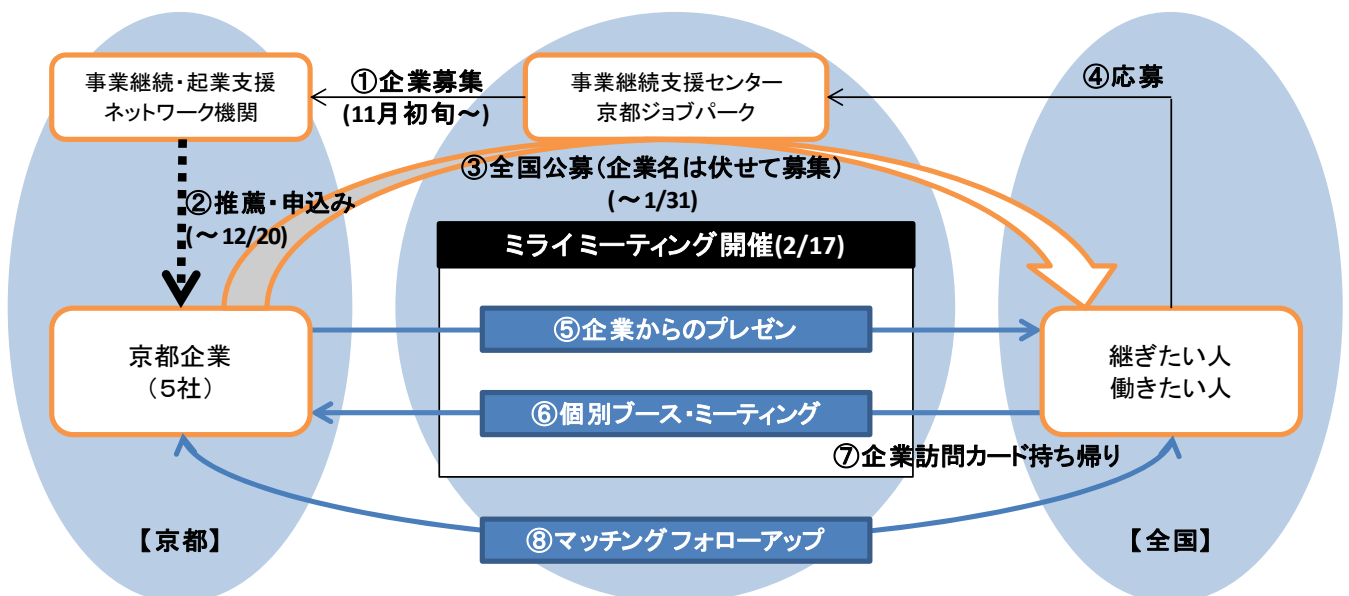 事業継続・起業支援
ネットワーク機関
①企業募集
(11月初旬～)
事業継続支援センター
京都ジョブパーク
④応募
③全国公募(企業名は伏せて募集)
(～1/31)
②推薦・申込み
(～12/20)
ミライミーティング開催(2/17)
⑤企業からのプレゼン
京都企業
(5社)
継ぎたい人
働きたい人
⑥個別ブース・ミーティング
⑦企業訪問カード持ち帰り
⑧マッチングフォローアップ
【京都】
【全国】